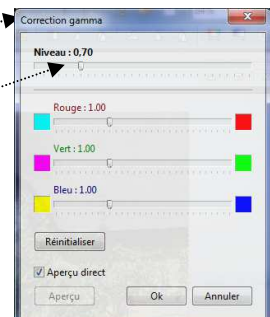 Correction gamma
Niveau : 0,70
Rouge : 1.00
Vert : 1.00
Bleu : 1.00
Réinitialiser
Aperçu direct
Aperçu
Ok
Annuler